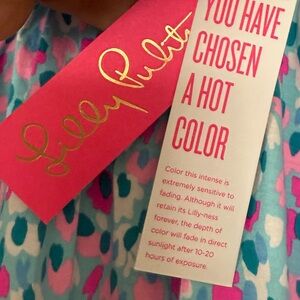 Lilly Pulitz
YOU HAVE
CHOSEN
A HOT
COLOR
Color this intense is
extremely sensitive to
fading. Although it will
retain its Lilly-ness
forever, the depth of
color will fade in direct
sunlight after 10-20
hours of exposure.